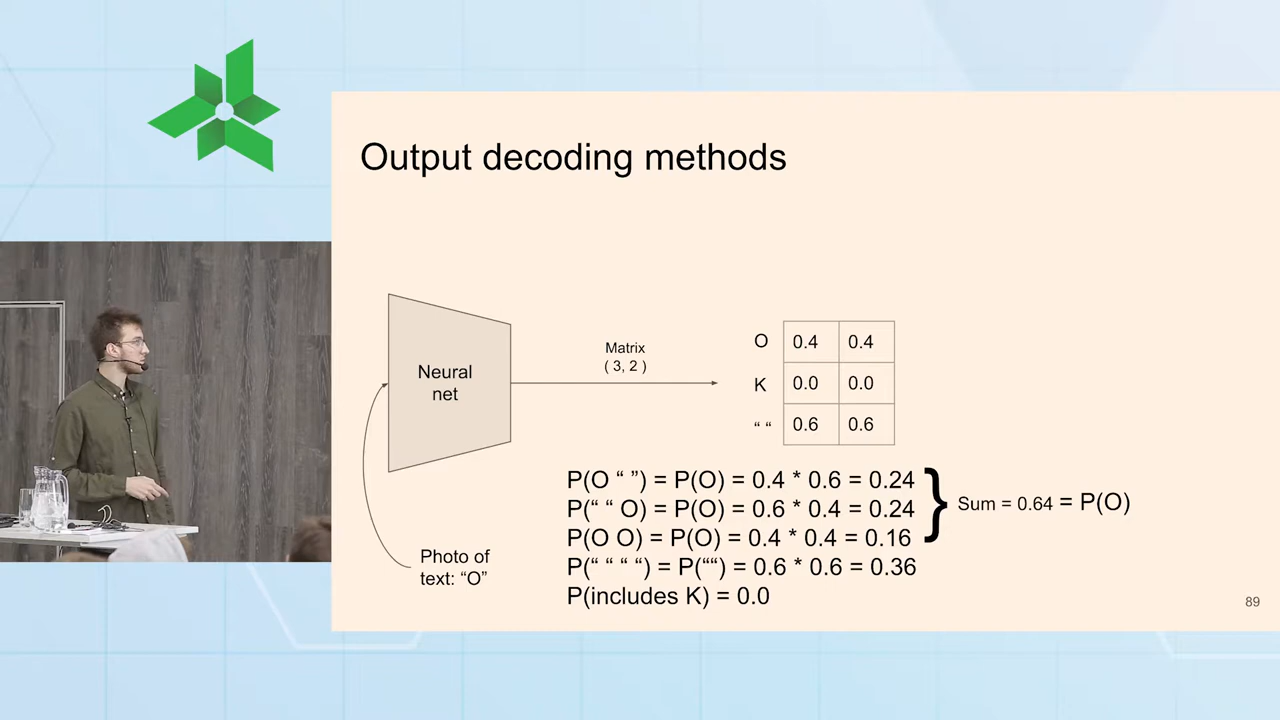 Output decoding methods
Neural
net
Matrix
( 3, 2 )
O 0.4 0.4
K 0.0 0.0
“ “ 0.6 0.6
P(O “ ”) = P(O) = 0.4 * 0.6 = 0.24
P(“ “ O) = P(O) = 0.6 * 0.4 = 0.24
P(O O) = P(O) = 0.4 * 0.4 = 0.16
Sum = 0.64 = P(O)
P(“ “ “ “) = P(““) = 0.6 * 0.6 = 0.36
P(includes K) = 0.0
Photo of
text: “O”
89